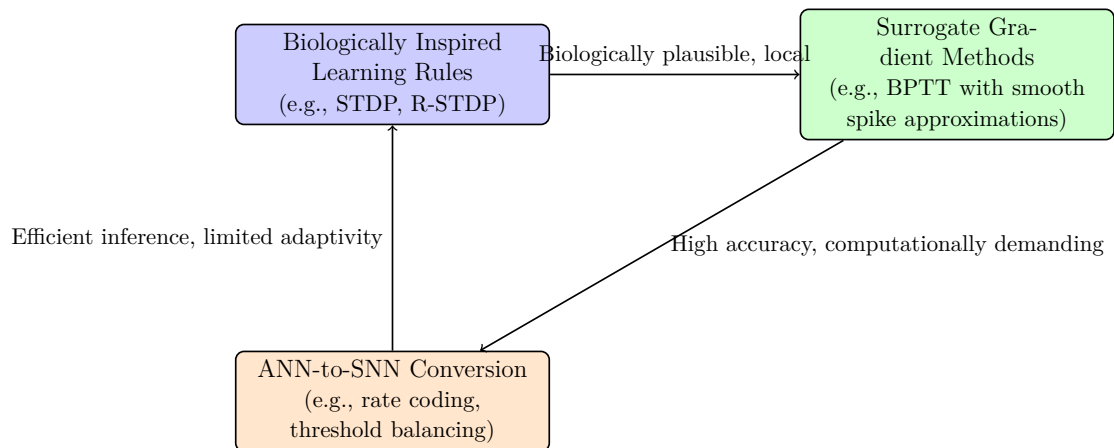 Biologically Inspired
Learning Rules
(e.g., STDP, R-STDP)
Biologically plausible, local
Surrogate Gra-
dient Methods
(e.g., BPTT with smooth
spike approximations)
Efficient inference, limited adaptivity
High accuracy, computationally demanding
ANN-to-SNN Conversion
(e.g., rate coding,
threshold balancing)